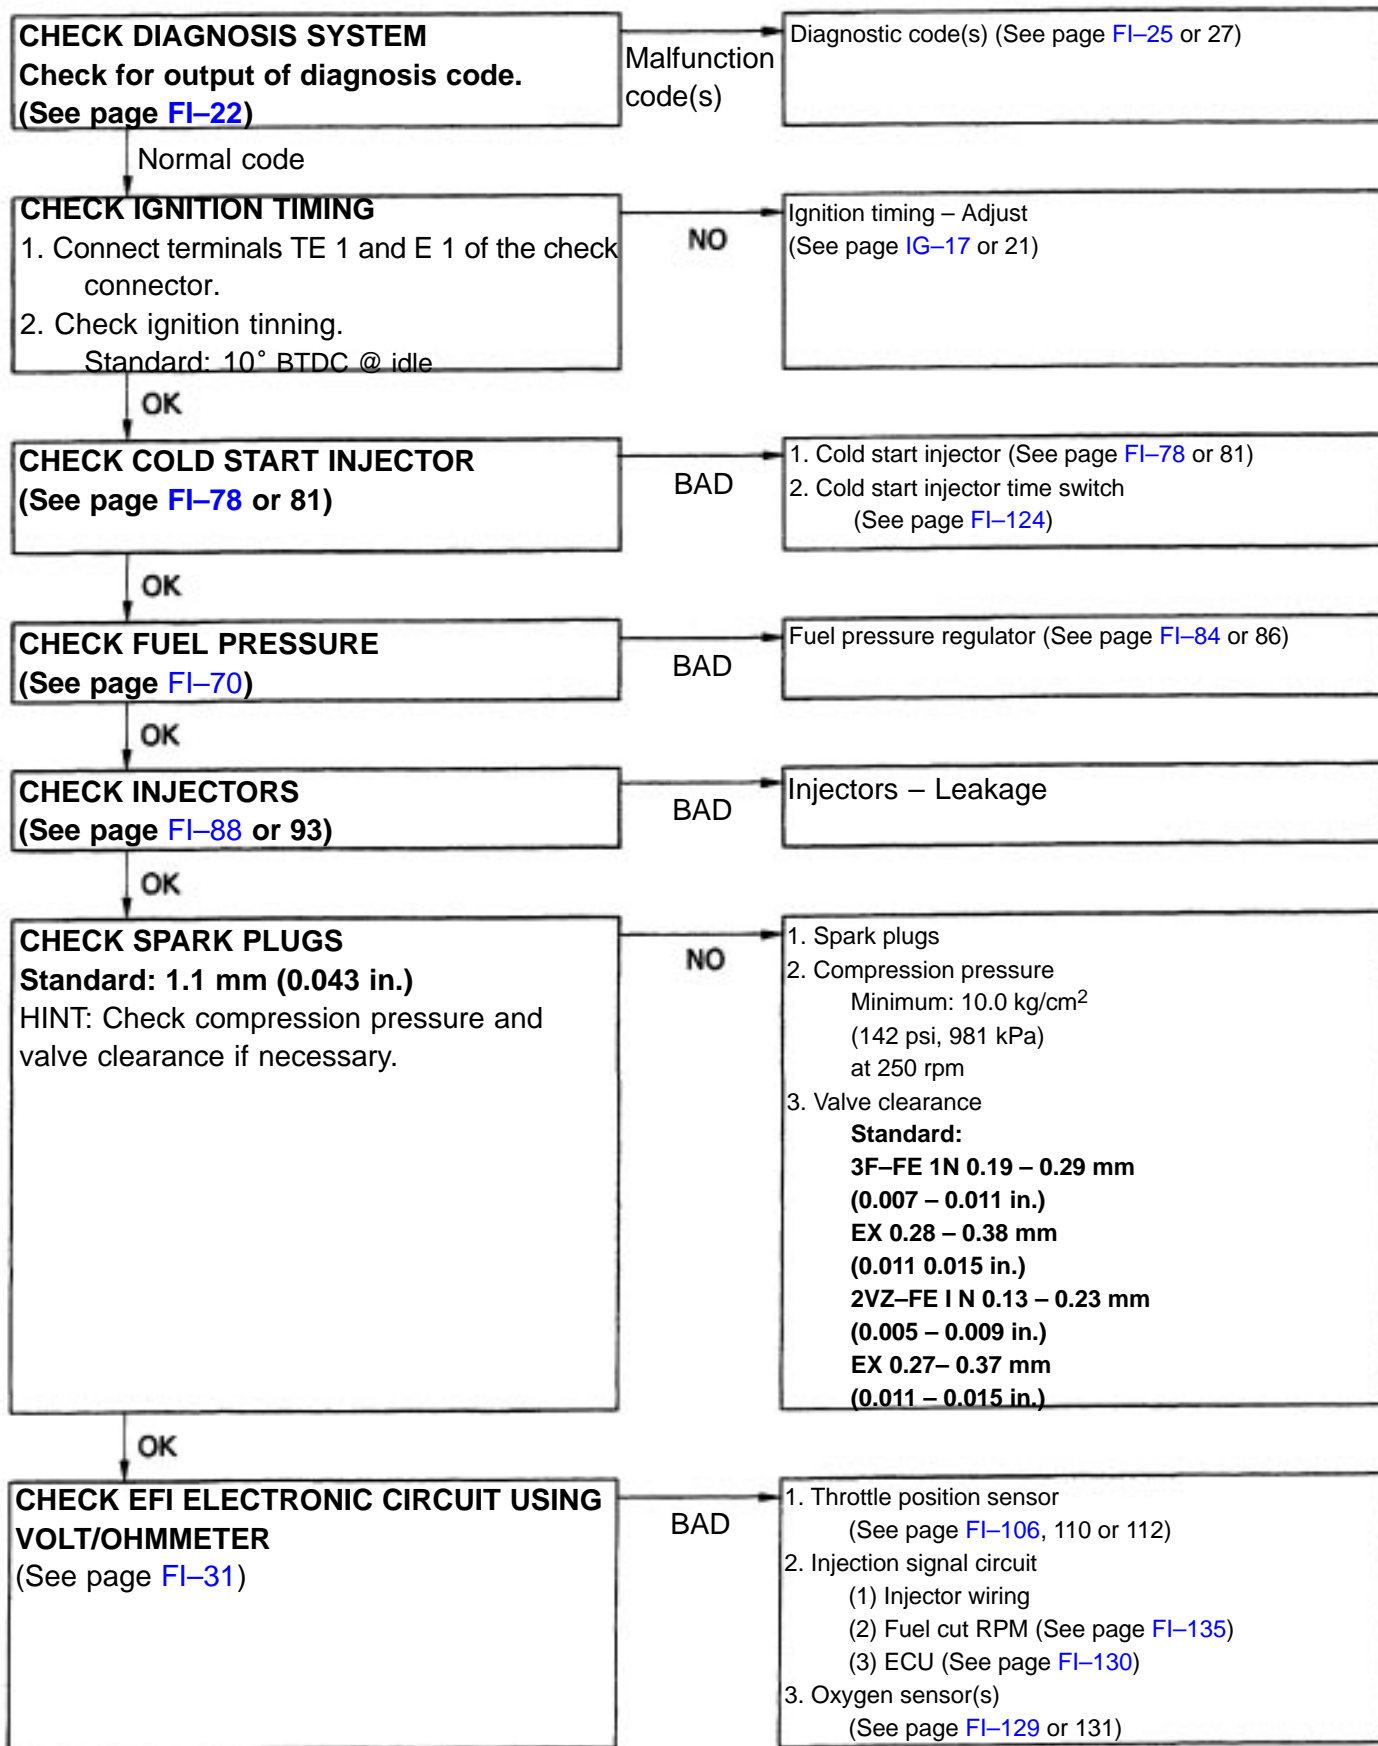 CHECK DIAGNOSIS SYSTEM
Check for output of diagnosis code.
(See page FI–22)
Malfunction
code(s)
Diagnostic code(s) (See page FI–25 or 27)
Normal code
CHECK IGNITION TIMING
1. Connect terminals TE 1 and E 1 of the check
connector.
2. Check ignition tinning.
Standard: 10° BTDC @ idle
NO
Ignition timing – Adjust
(See page IG–17 or 21)
OK
CHECK COLD START INJECTOR
(See page FI–78 or 81)
BAD
1. Cold start injector (See page FI–78 or 81)
2. Cold start injector time switch
(See page FI–124)
OK
CHECK FUEL PRESSURE
(See page FI–70)
BAD
Fuel pressure regulator (See page FI–84 or 86)
OK
CHECK INJECTORS
(See page FI–88 or 93)
BAD
Injectors – Leakage
OK
CHECK SPARK PLUGS
Standard: 1.1 mm (0.043 in.)
HINT: Check compression pressure and
valve clearance if necessary.
NO
1. Spark plugs
2. Compression pressure
Minimum: 10.0 kg/cm2
(142 psi, 981 kPa)
at 250 rpm
3. Valve clearance
Standard:
3F–FE 1N 0.19 – 0.29 mm
(0.007 – 0.011 in.)
EX 0.28 – 0.38 mm
(0.011 0.015 in.)
2VZ–FE I N 0.13 – 0.23 mm
(0.005 – 0.009 in.)
EX 0.27– 0.37 mm
(0.011 – 0.015 in.)
OK
CHECK EFI ELECTRONIC CIRCUIT USING
VOLT/OHMMETER
(See page FI–31)
BAD
1. Throttle position sensor
(See page FI–106, 110 or 112)
2. Injection signal circuit
(1) Injector wiring
(2) Fuel cut RPM (See page FI–135)
(3) ECU (See page FI–130)
3. Oxygen sensor(s)
(See page FI–129 or 131)